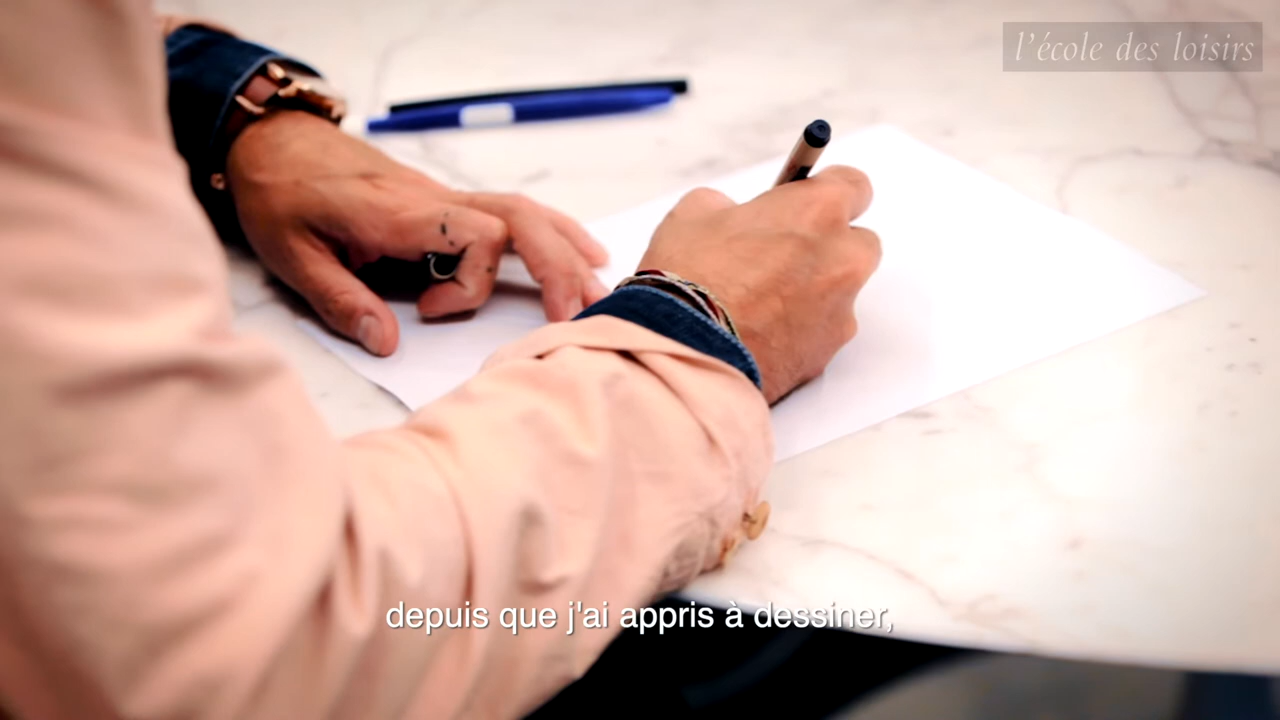 l'école des loisirs
depuis que j'ai appris à dessiner,